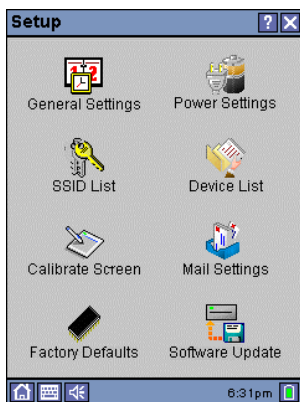 Setup
General Settings
Power Settings
SSID List
Device List
Calibrate Screen
Mail Settings
Factory Defaults
Software Update
6:31pm